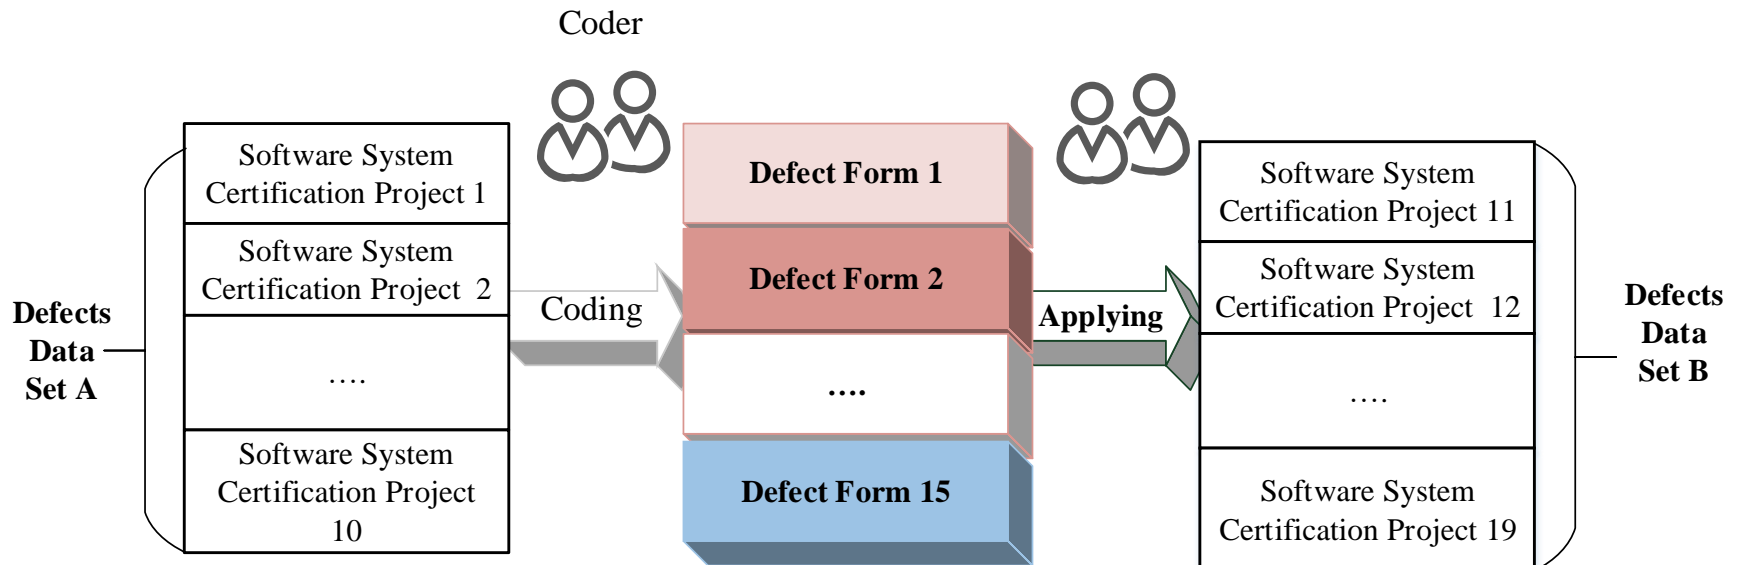 Coder
Defects
Data
Set A
Software System
Certification Project 1
Software System
Certification Project 2
....
Software System
Certification Project
10
Coding
Defect Form 1
Defect Form 2
....
Defect Form 15
Applying
Software System
Certification Project 11
Software System
Certification Project 12
....
Software System
Certification Project 19
Defects
Data
Set B